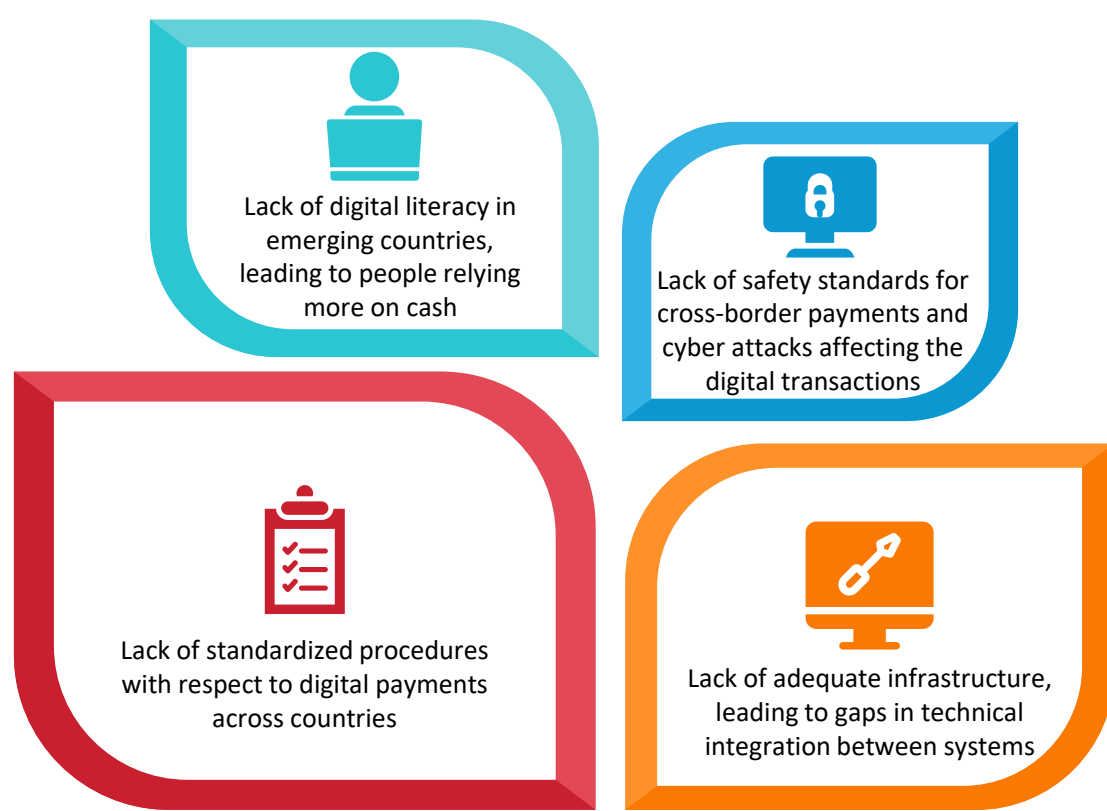 Lack of digital literacy in
emerging countries,
leading to people relying
more on cash
Lack of safety standards for
cross-border payments and
cyber attacks affecting the
digital transactions
Lack of standardized procedures
with respect to digital payments
across countries
Lack of adequate infrastructure,
leading to gaps in technical
integration between systems